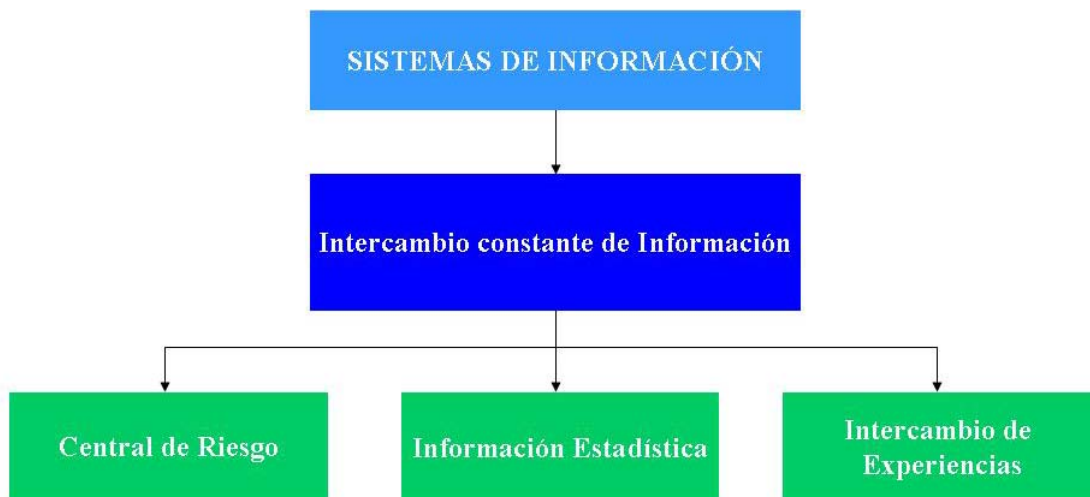 SISTEMAS DE INFORMACIÓN
Intercambio constante de Información
Central de Riesgo
Información Estadística
Intercambio de
Experiencias